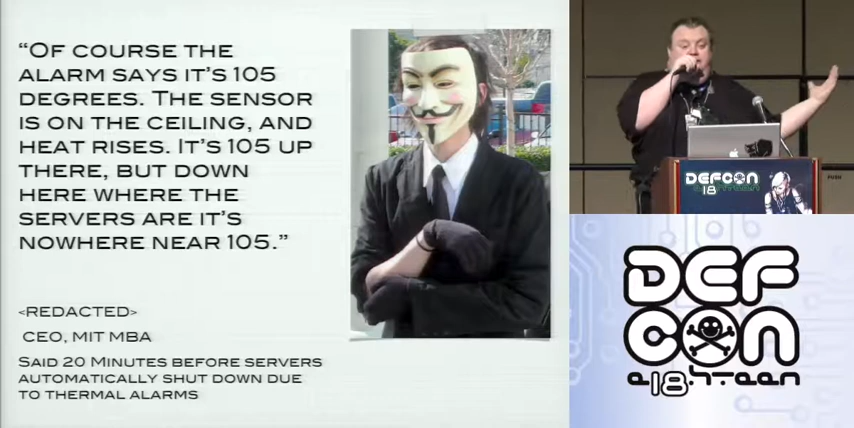 “OF COURSE THE
ALARM SAYS IT’S 105
DEGREES. THE SENSOR
IS ON THE CEILING, AND
HEAT RISES. IT’S 105 UP
THERE, BUT DOWN
HERE WHERE THE
SERVERS ARE IT’S
NOWHERE NEAR 105.”
<REDACTED>
CEO, MIT MBA
SAID 20 MINUTES BEFORE SERVERS
AUTOMATICALLY SHUT DOWN DUE
TO THERMAL ALARMS
DEFCON
18
PUSH
DEF
CON
e18hteen